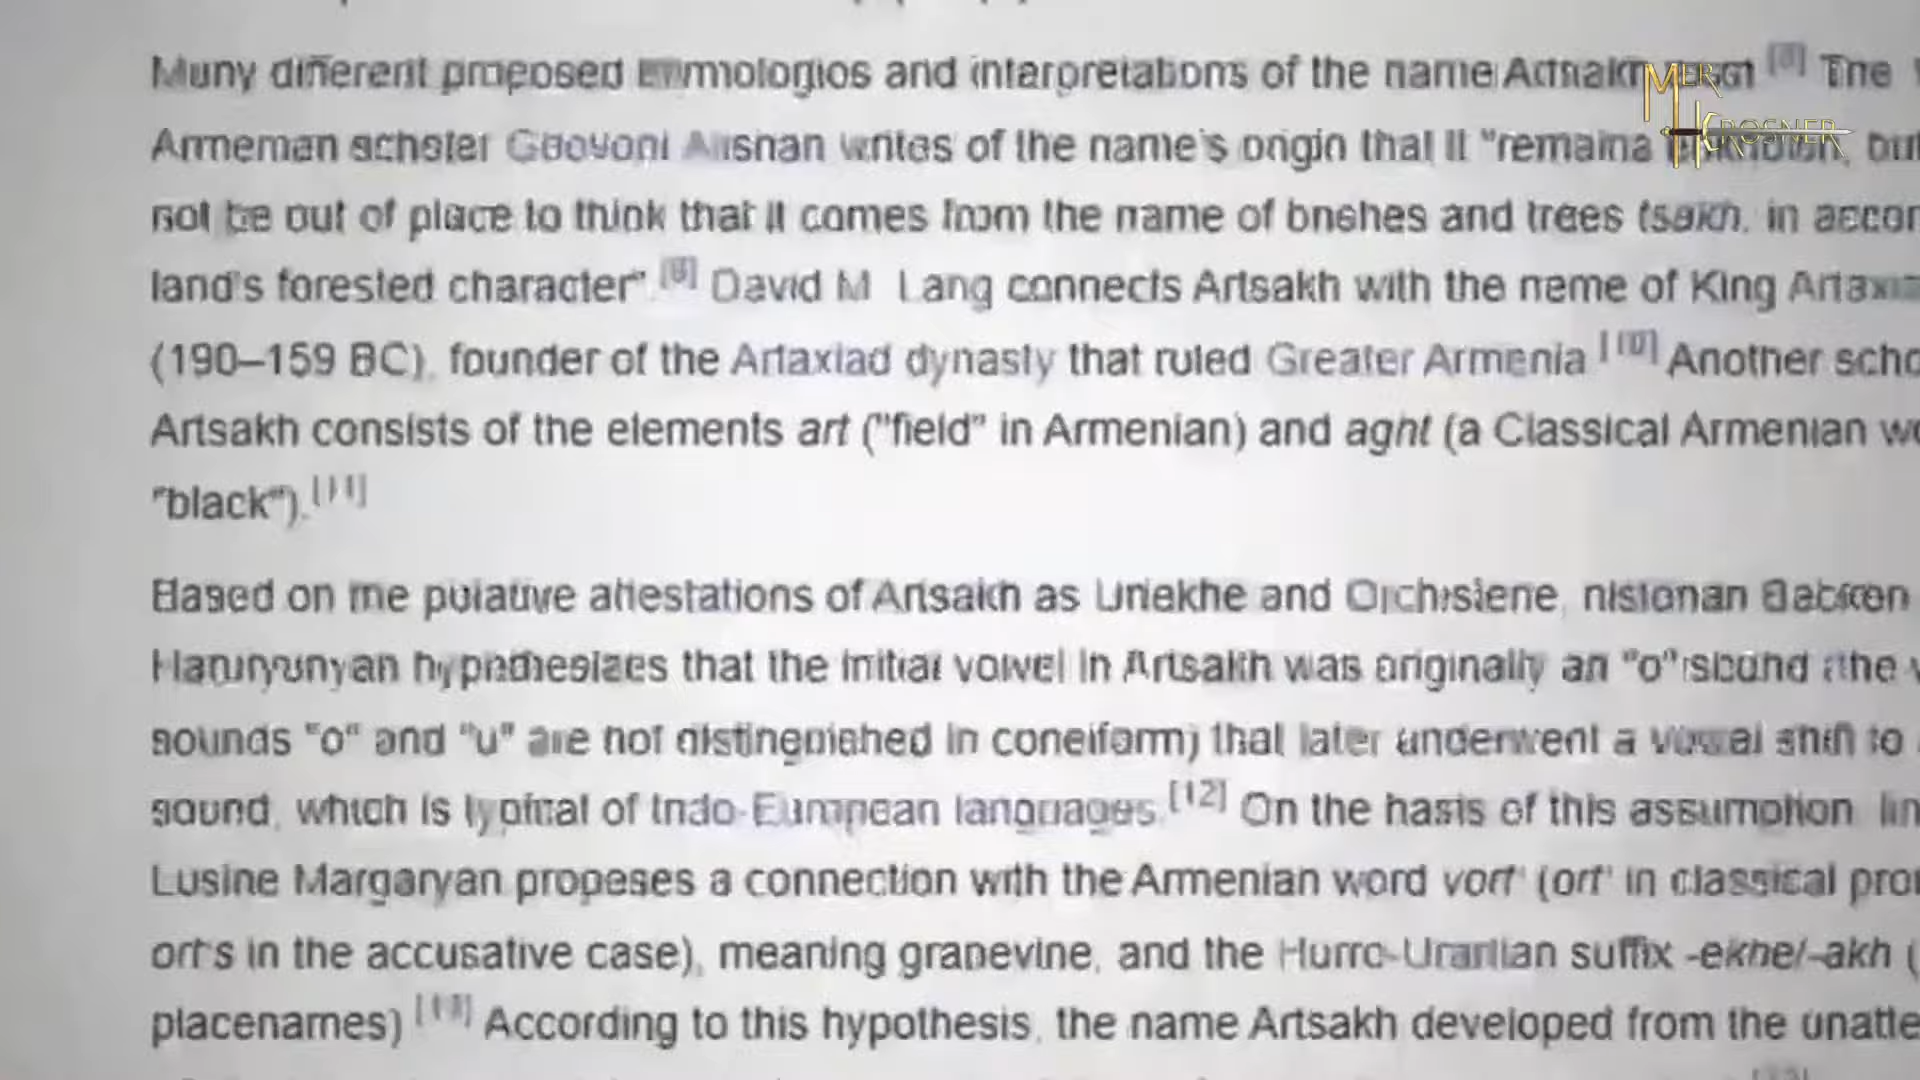 Many different proposed and interpretations of the name The
MER HEROSNER
Armenian scholar writes of the name's origin that it "remains but
not be out of place to think that it comes from the name of bushes and trees tsakh, in accor
land's forested character".[9] David M. Lang connects Artsakh with the name of King Artaxia
(190–159 BC), founder of the Artaxiad dynasty that ruled Greater Armenia.[10] Another scho
Artsakh consists of the elements art ("field" in Armenian) and aght (a Classical Armenian wo
"black").[11]
Based on the putative attestations of Artsakh as Urtekhe and Orchistene, historian
hypothesizes that the initial vowel in Artsakh was originally an "o" sound (the v
sounds "o" and "u" are not distinguished in cuneiform) that later underwent a vowel shift to
sound, which is typical of Indo-European languages.[12] On the basis of this assumption, lin
Lusine Margaryan proposes a connection with the Armenian word vort' (ort' in classical pro
ort's in the accusative case), meaning grapevine, and the Hurro-Urartian suffix -ekhe/-akh (
placenames).[13] According to this hypothesis, the name Artsakh developed from the unatte